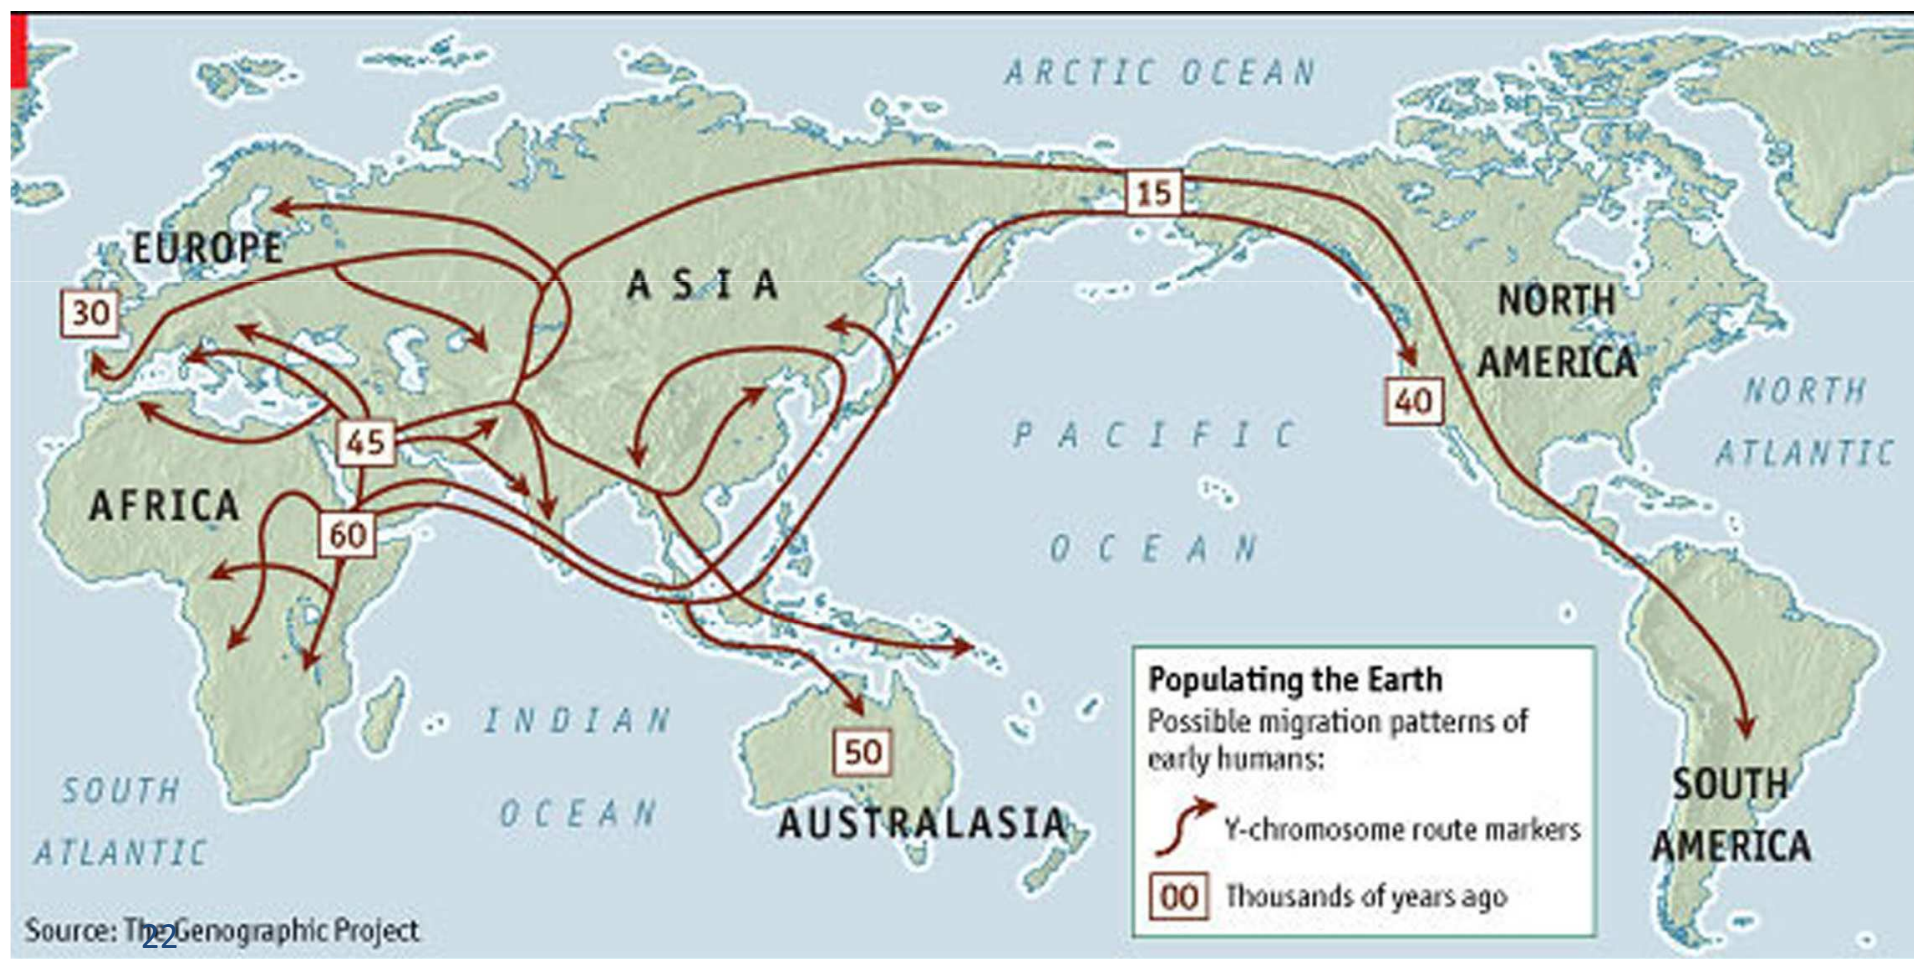 ARCTIC OCEAN
15
EUROPE
ASIA
30
NORTH
AMERICA
40
NORTH
ATLANTIC
45
PACIFIC
OCEAN
AFRICA
60
INDIAN
OCEAN
50
AUSTRALASIA
SOUTH
ATLANTIC
SOUTH
AMERICA
Populating the Earth
Possible migration patterns of
early humans:
Y-chromosome route markers
00 Thousands of years ago
Source: The Genographic Project
22